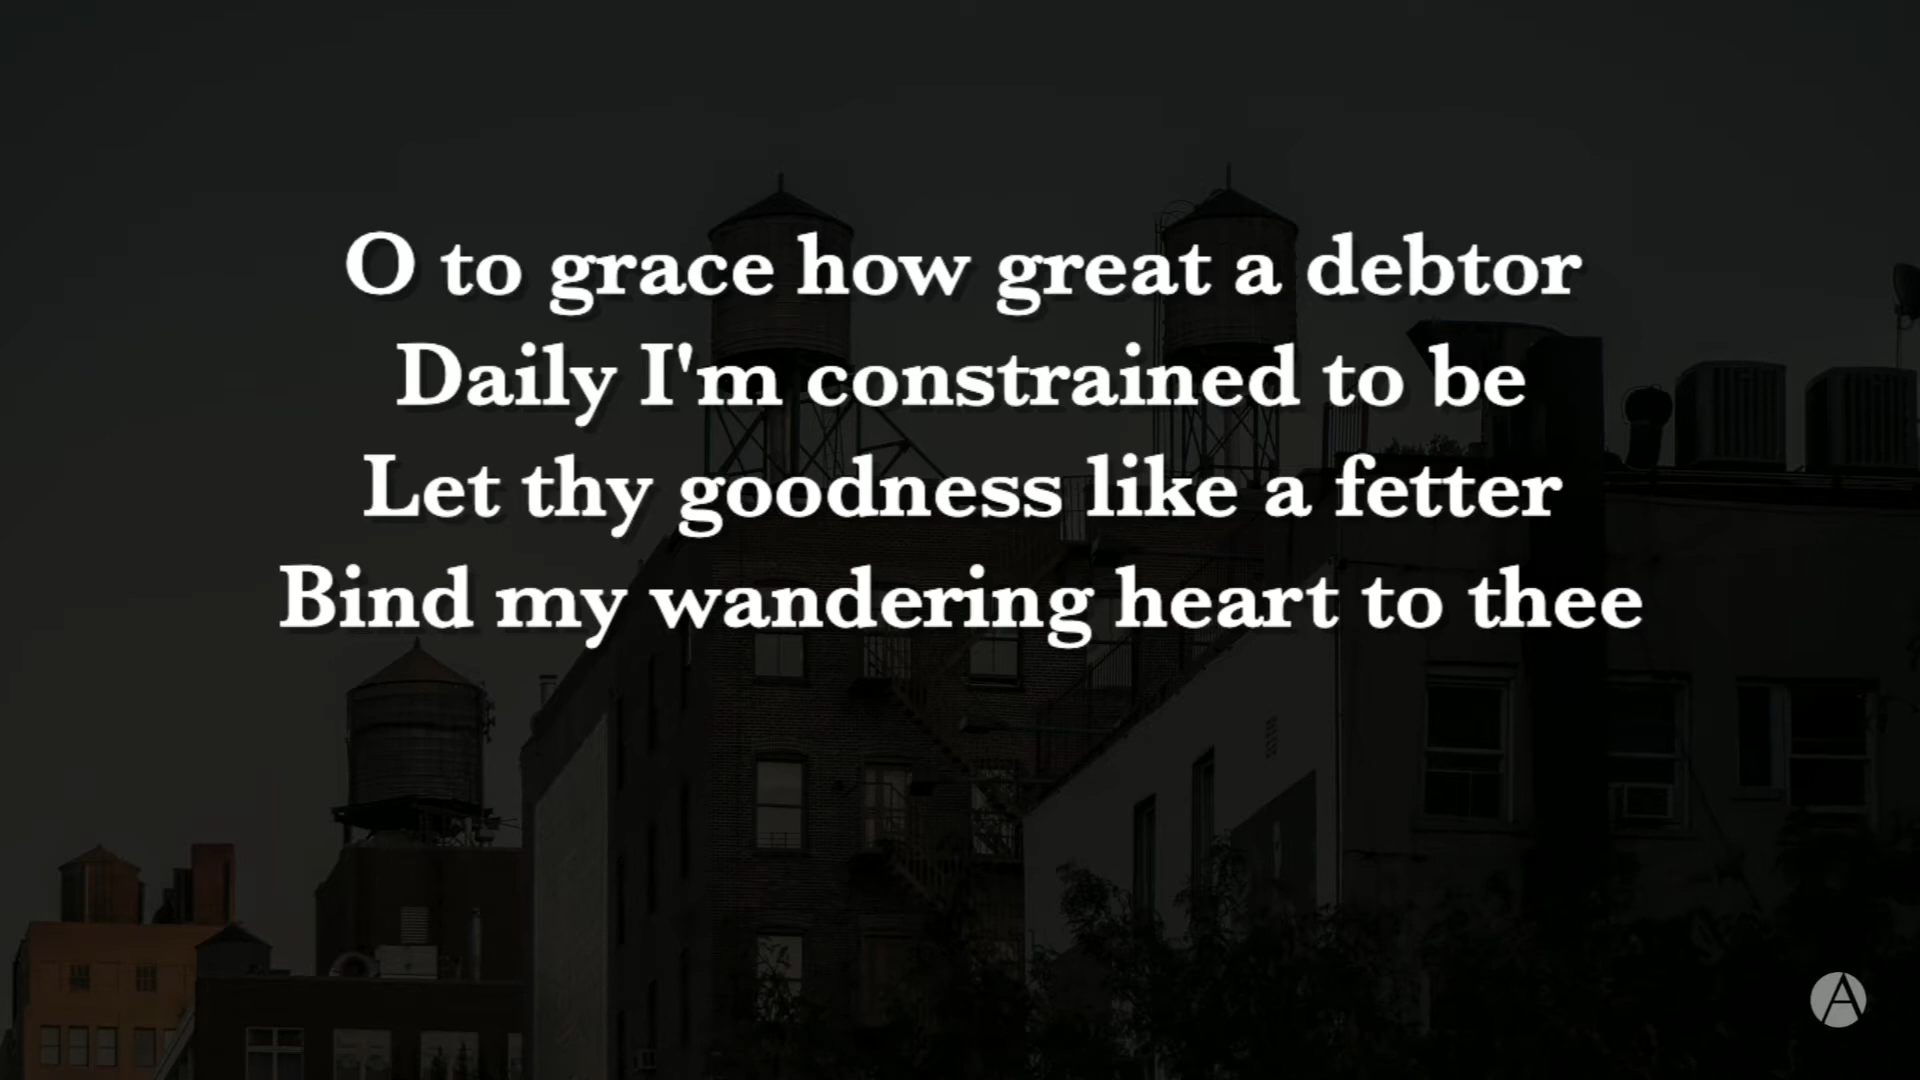 O to grace how great a debtor
Daily I'm constrained to be
Let thy goodness like a fetter
Bind my wandering heart to thee